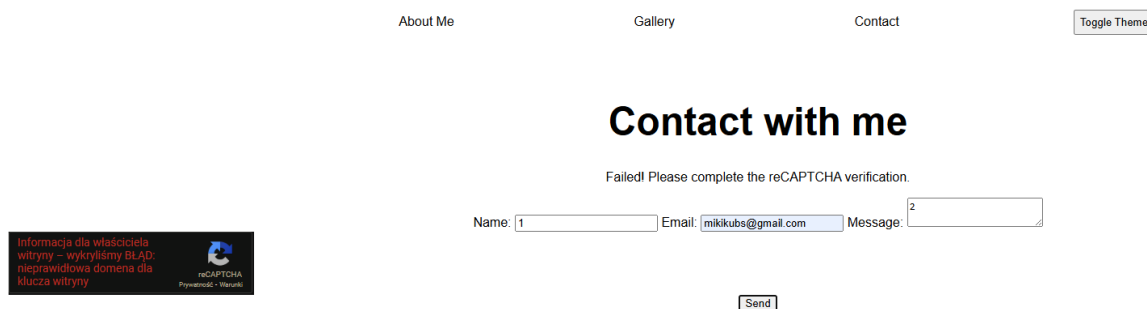 About Me Gallery Contact Toggle Theme
Contact with me
Failed! Please complete the reCAPTCHA verification.
Name: 1 Email: mikikubs@gmail.com Message: 2
Informacja dla właściciela
witryny – wykryliśmy BŁĄD:
nieprawidłowa domena dla
klucza witryny
reCAPTCHA
Prywatność - Warunki
Send